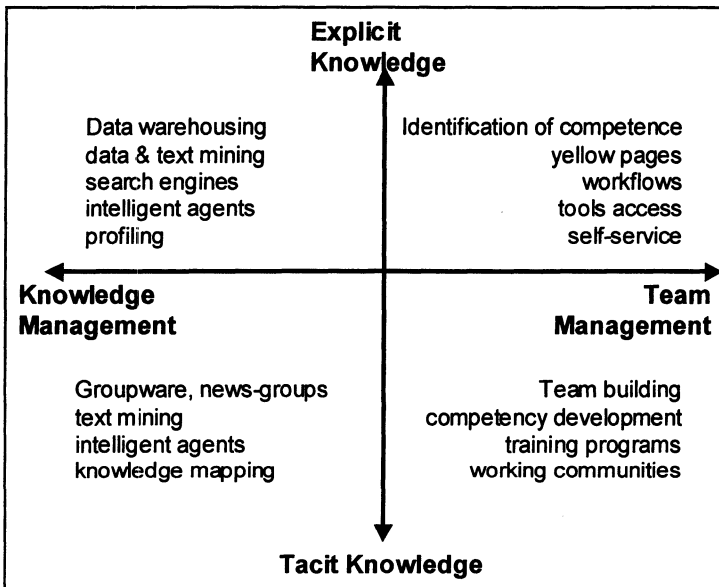 Explicit
Knowledge
Data warehousing
data & text mining
search engines
intelligent agents
profiling
Identification of competence
yellow pages
workflows
tools access
self-service
Knowledge
Management
Team
Management
Groupware, news-groups
text mining
intelligent agents
knowledge mapping
Team building
competency development
training programs
working communities
Tacit Knowledge